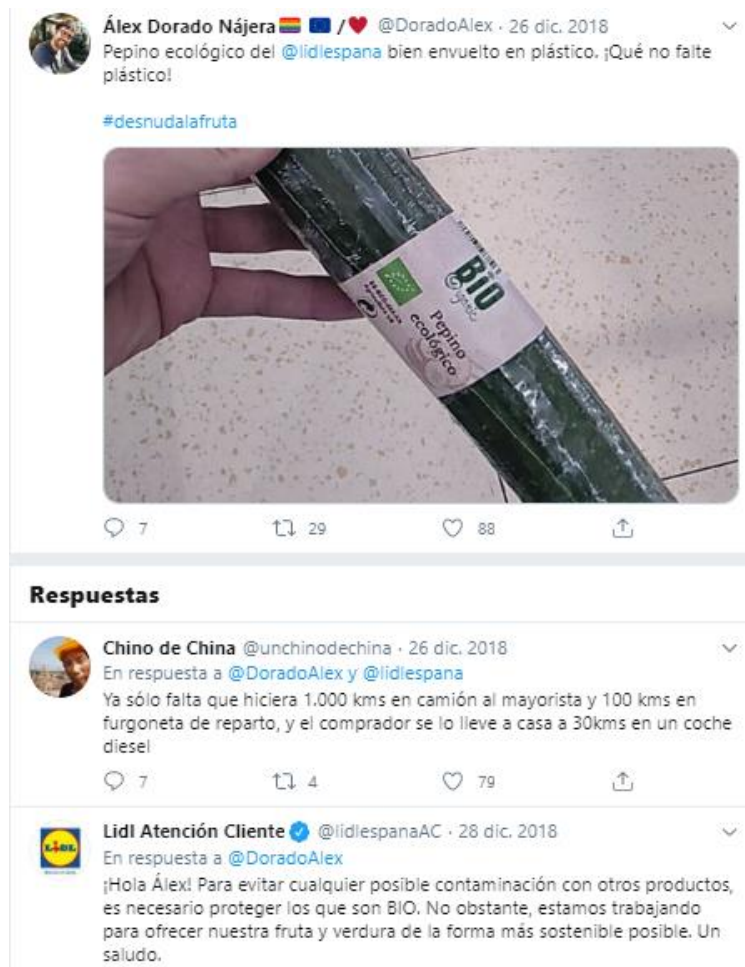 Álex Dorado Nájera🏳️‍🌈 🇪🇺 /❤️ @DoradoAlex · 26 dic. 2018
Pepino ecológico del @lidlespana bien envuelto en plástico. ¡Qué no falte
plástico!
#desnudalafruta
BIO
Organic
Pepino
ecológico
7 29 88
Respuestas
Chino de China @unchinodechina · 26 dic. 2018
En respuesta a @DoradoAlex y @lidlespana
Ya sólo falta que hiciera 1.000 kms en camión al mayorista y 100 kms en
furgoneta de reparto, y el comprador se lo lleve a casa a 30kms en un coche
diesel
7 4 79
LIDL
Lidl Atención Cliente @lidlespanaAC · 28 dic. 2018
En respuesta a @DoradoAlex
¡Hola Álex! Para evitar cualquier posible contaminación con otros productos,
es necesario proteger los que son BIO. No obstante, estamos trabajando
para ofrecer nuestra fruta y verdura de la forma más sostenible posible. Un
saludo.